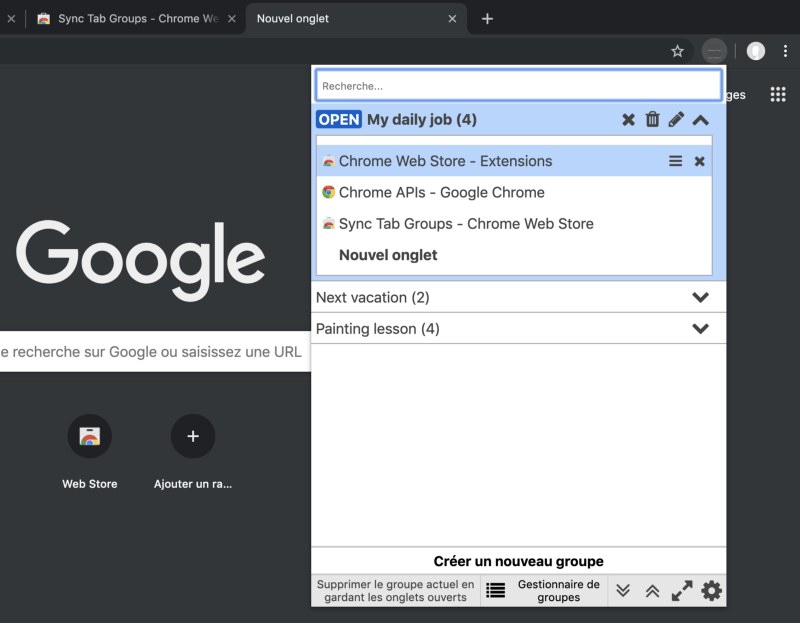 Sync Tab Groups - Chrome We
Nouvel onglet
ges
Recherche...
OPEN My daily job (4)
Chrome Web Store - Extensions
Chrome APIs - Google Chrome
Sync Tab Groups - Chrome Web Store
Nouvel onglet
Next vacation (2)
Painting lesson (4)
Google
e recherche sur Google ou saisissez une URL
Web Store
Ajouter un ra...
Créer un nouveau groupe
Supprimer le groupe actuel en
gardant les onglets ouverts
Gestionnaire de
groupes